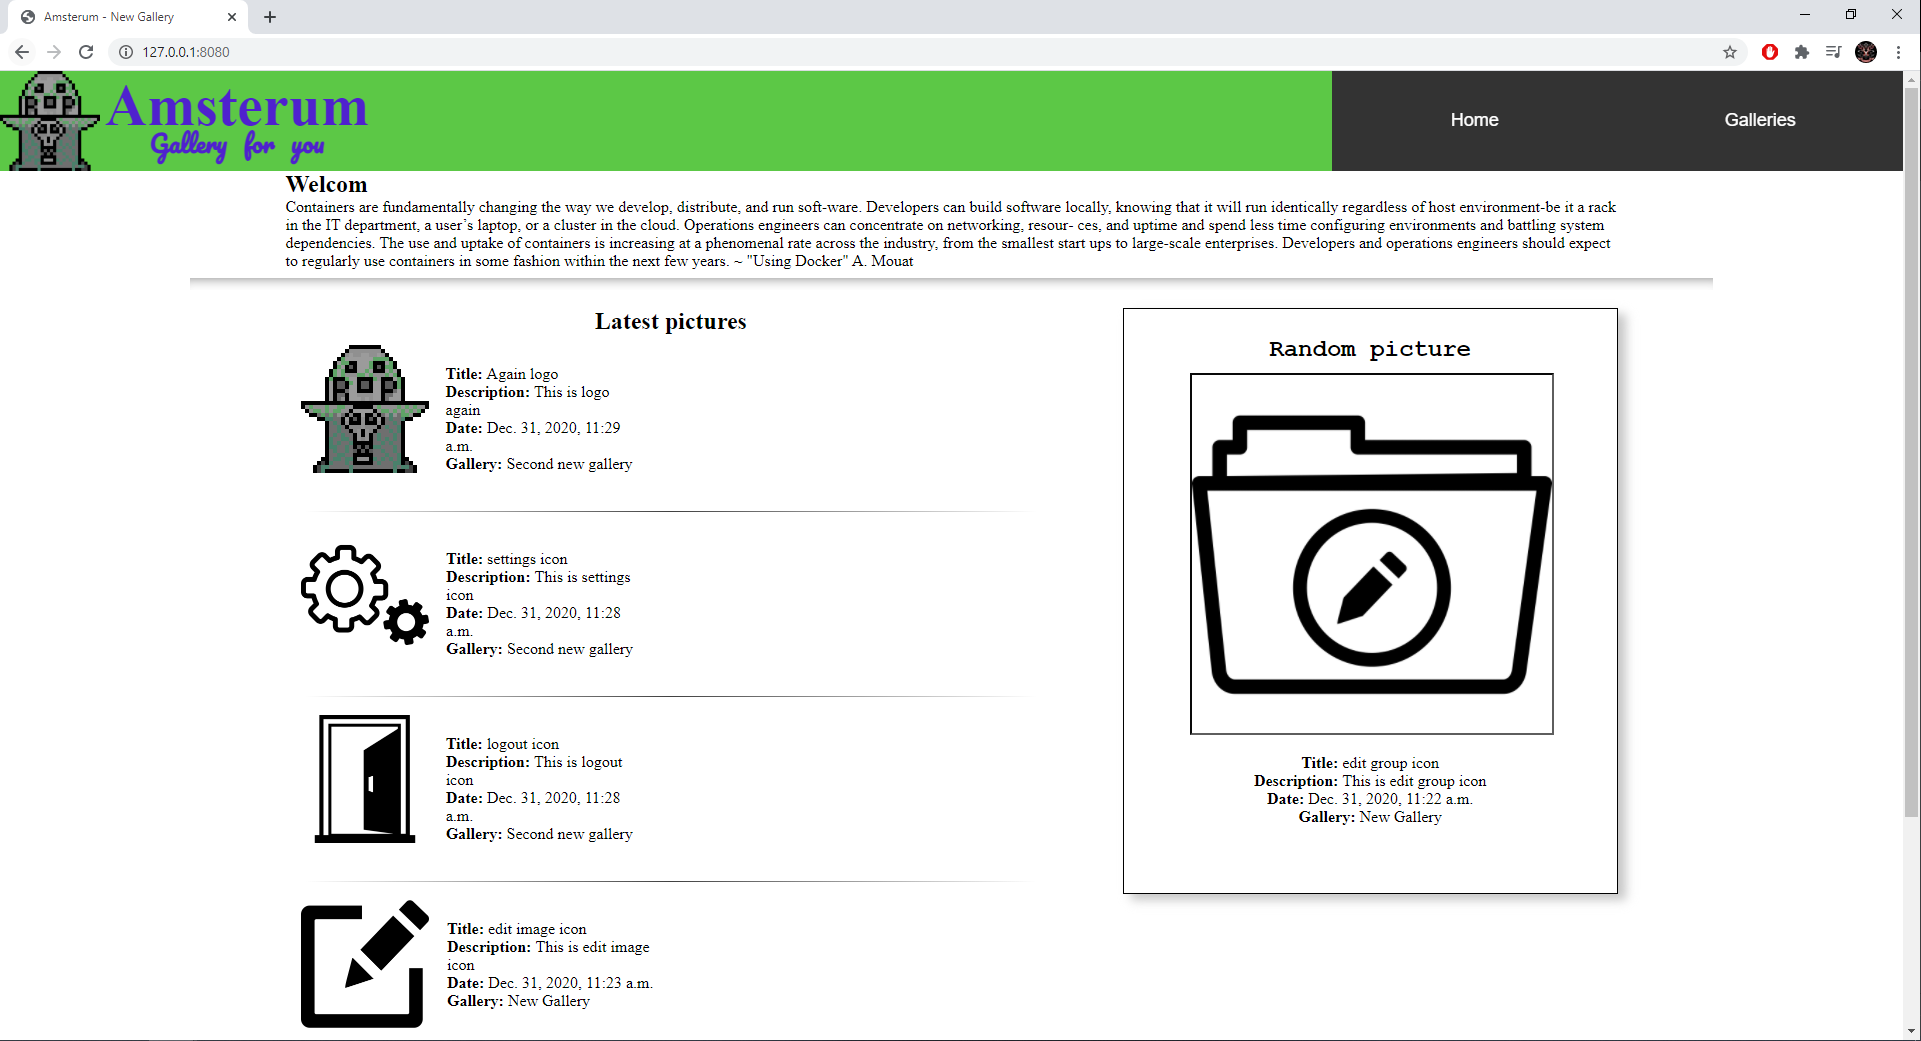 Amsterum - New Gallery
127.0.0.1:8080
Amsterum
Gallery for you
Home
Galleries
Welcom
Containers are fundamentally changing the way we develop, distribute, and run soft-ware. Developers can build software locally, knowing that it will run identically regardless of host environment-be it a rack
in the IT department, a user’s laptop, or a cluster in the cloud. Operations engineers can concentrate on networking, resour- ces, and uptime and spend less time configuring environments and battling system
dependencies. The use and uptake of containers is increasing at a phenomenal rate across the industry, from the smallest start ups to large-scale enterprises. Developers and operations engineers should expect
to regularly use containers in some fashion within the next few years. ~ "Using Docker" A. Mouat
Latest pictures
Title: Again logo
Description: This is logo
again
Date: Dec. 31, 2020, 11:29
a.m.
Gallery: Second new gallery
Title: settings icon
Description: This is settings
icon
Date: Dec. 31, 2020, 11:28
a.m.
Gallery: Second new gallery
Title: logout icon
Description: This is logout
icon
Date: Dec. 31, 2020, 11:28
a.m.
Gallery: Second new gallery
Title: edit image icon
Description: This is edit image
icon
Date: Dec. 31, 2020, 11:23 a.m.
Gallery: New Gallery
Random picture
Title: edit group icon
Description: This is edit group icon
Date: Dec. 31, 2020, 11:22 a.m.
Gallery: New Gallery